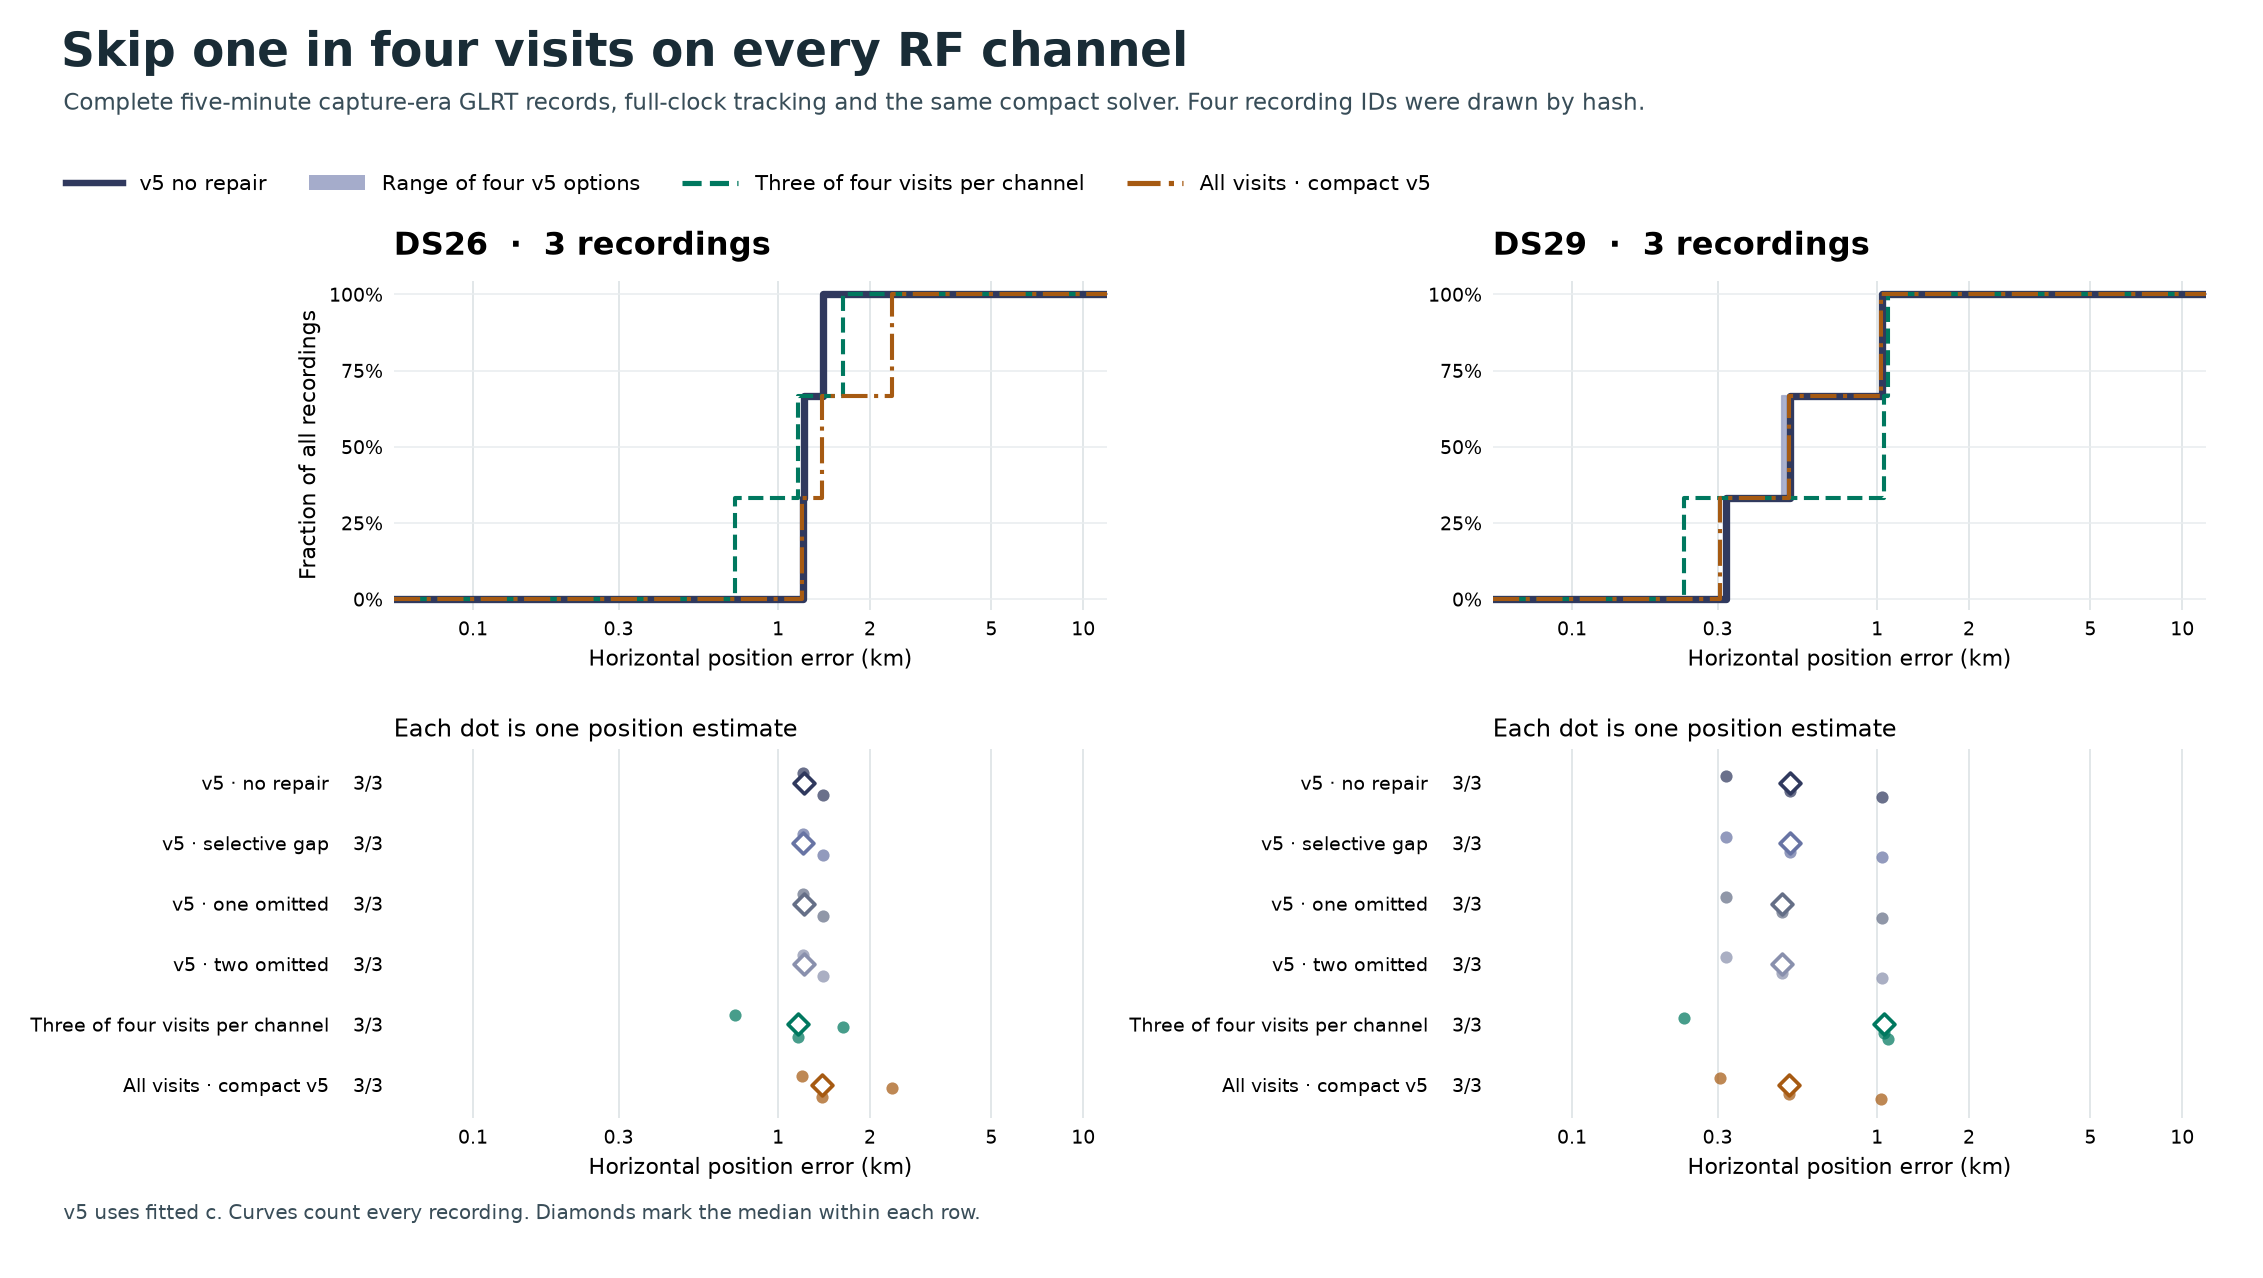 Skip one in four visits on every RF channel
Complete five-minute capture-era GLRT records, full-clock tracking and the same compact solver. Four recording IDs were drawn by hash.
v5 no repair
Range of four v5 options
Three of four visits per channel
All visits · compact v5
DS26 · 3 recordings
Fraction of all recordings
100%
75%
50%
25%
0%
0.1 0.3 1 2 5 10
Horizontal position error (km)
DS29 · 3 recordings
100%
75%
50%
25%
0%
0.1 0.3 1 2 5 10
Horizontal position error (km)
Each dot is one position estimate
v5 · no repair 3/3
v5 · selective gap 3/3
v5 · one omitted 3/3
v5 · two omitted 3/3
Three of four visits per channel 3/3
All visits · compact v5 3/3
0.1 0.3 1 2 5 10
Horizontal position error (km)
Each dot is one position estimate
v5 · no repair 3/3
v5 · selective gap 3/3
v5 · one omitted 3/3
v5 · two omitted 3/3
Three of four visits per channel 3/3
All visits · compact v5 3/3
0.1 0.3 1 2 5 10
Horizontal position error (km)
v5 uses fitted c. Curves count every recording. Diamonds mark the median within each row.